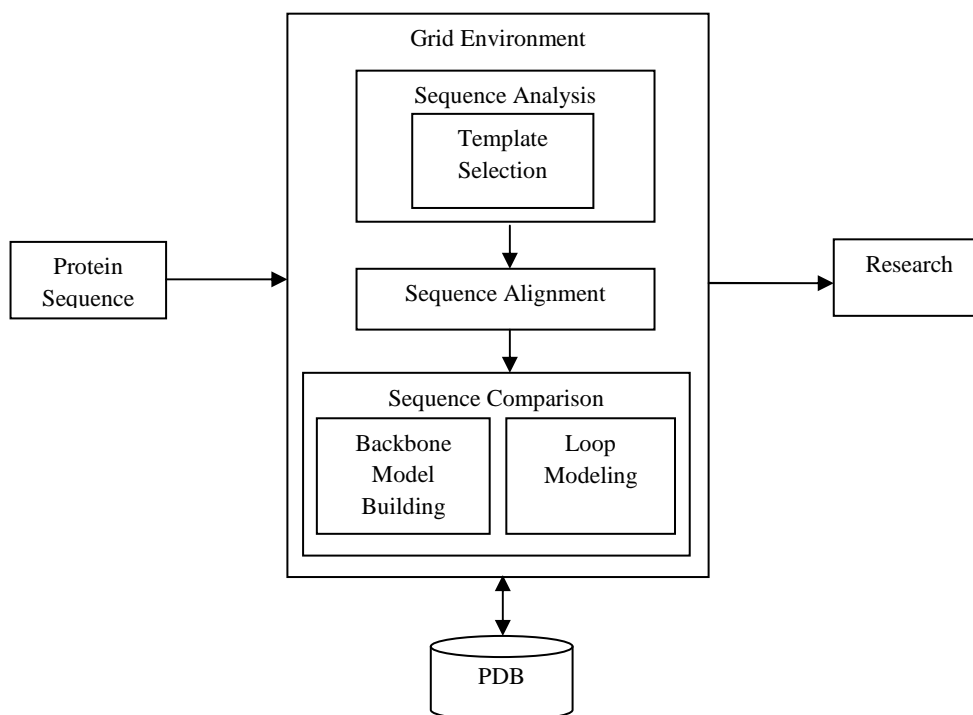 Grid Environment
Sequence Analysis
Template
Selection
Protein
Sequence
Sequence Alignment
Research
Sequence Comparison
Backbone
Model
Building
Loop
Modeling
PDB